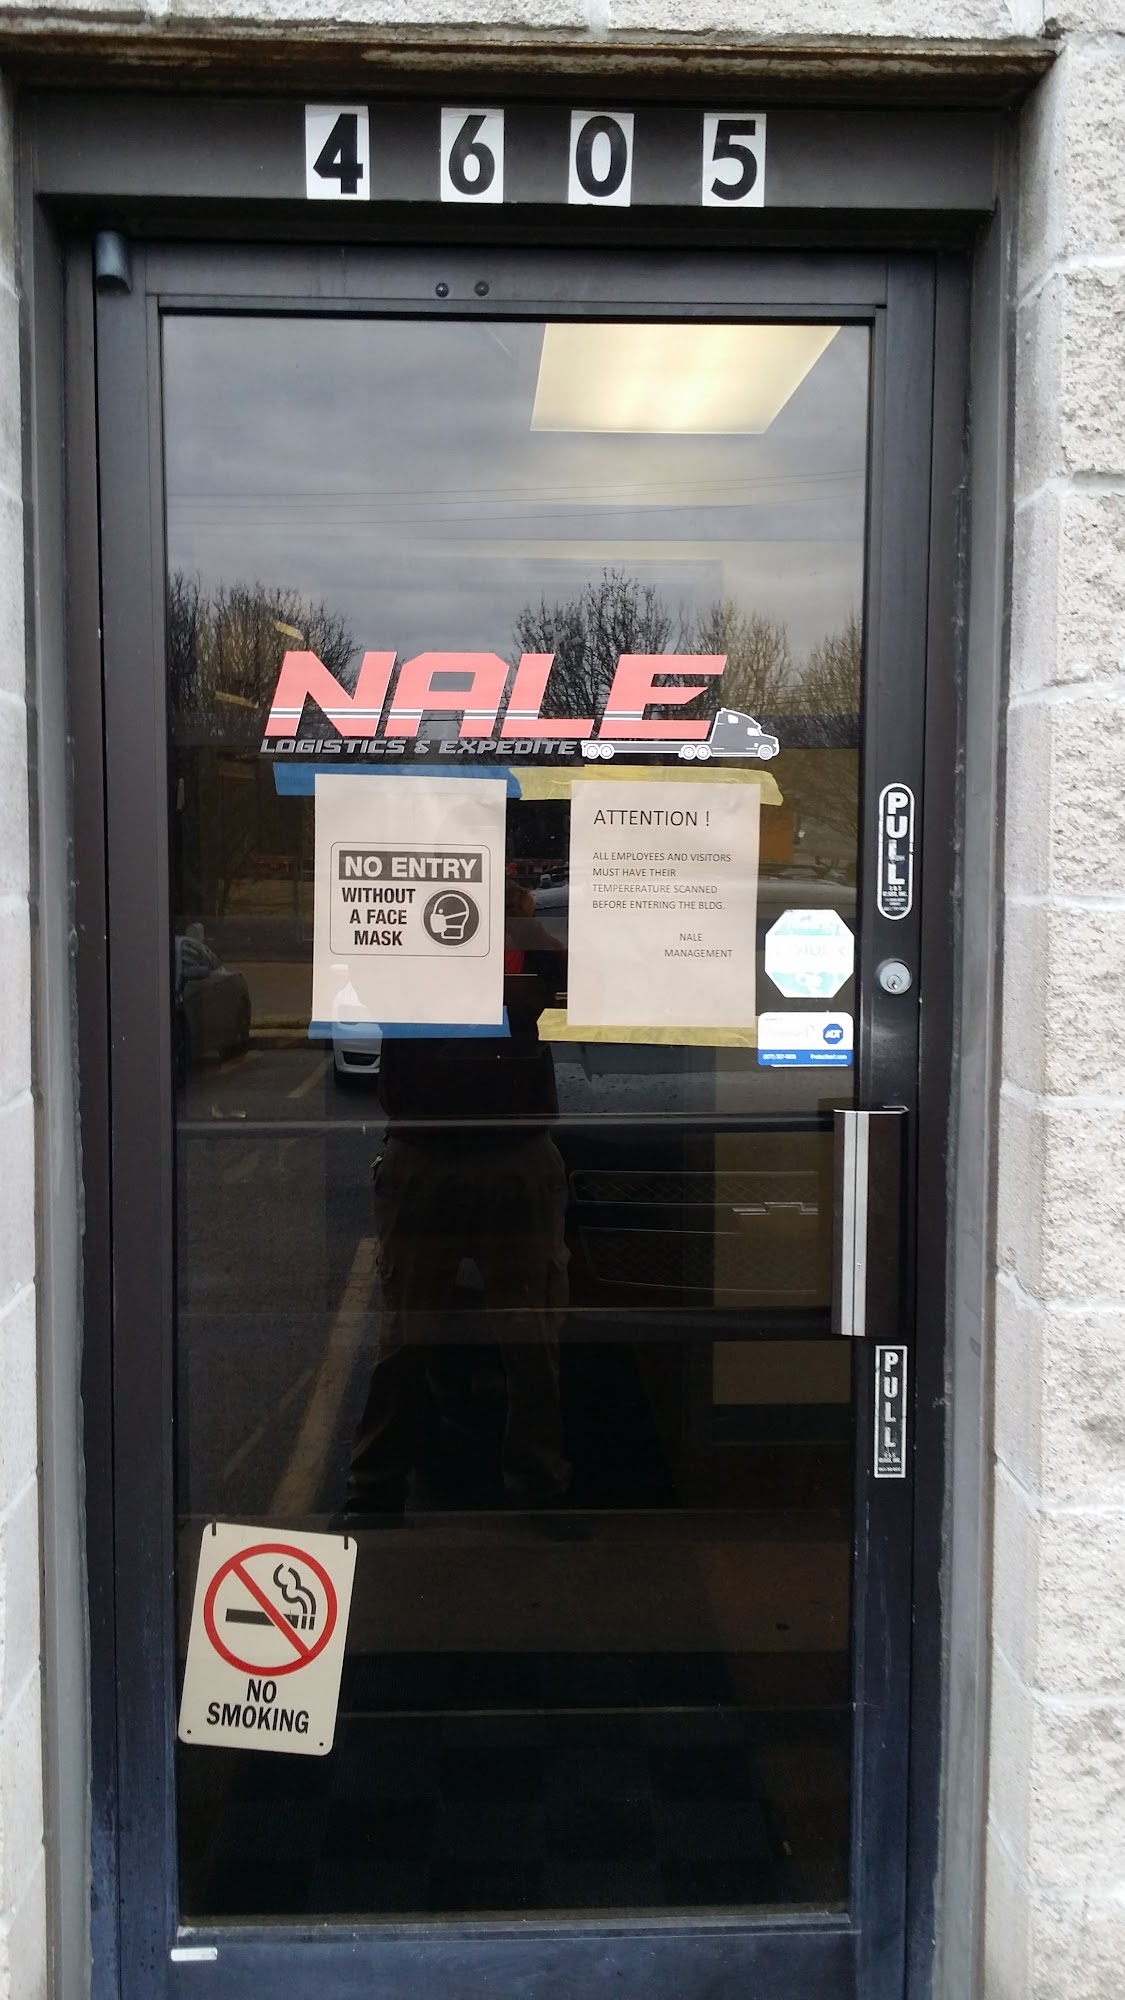 4605
NALE
LOGISTICS & EXPEDITE
NO ENTRY
WITHOUT
A FACE
MASK
ATTENTION !
ALL EMPLOYEES AND VISITORS
MUST HAVE THEIR
TEMPERERATURE SCANNED
BEFORE ENTERING THE BLDG.
NALE
MANAGEMENT
PULL
ADT
PULL
NO
SMOKING